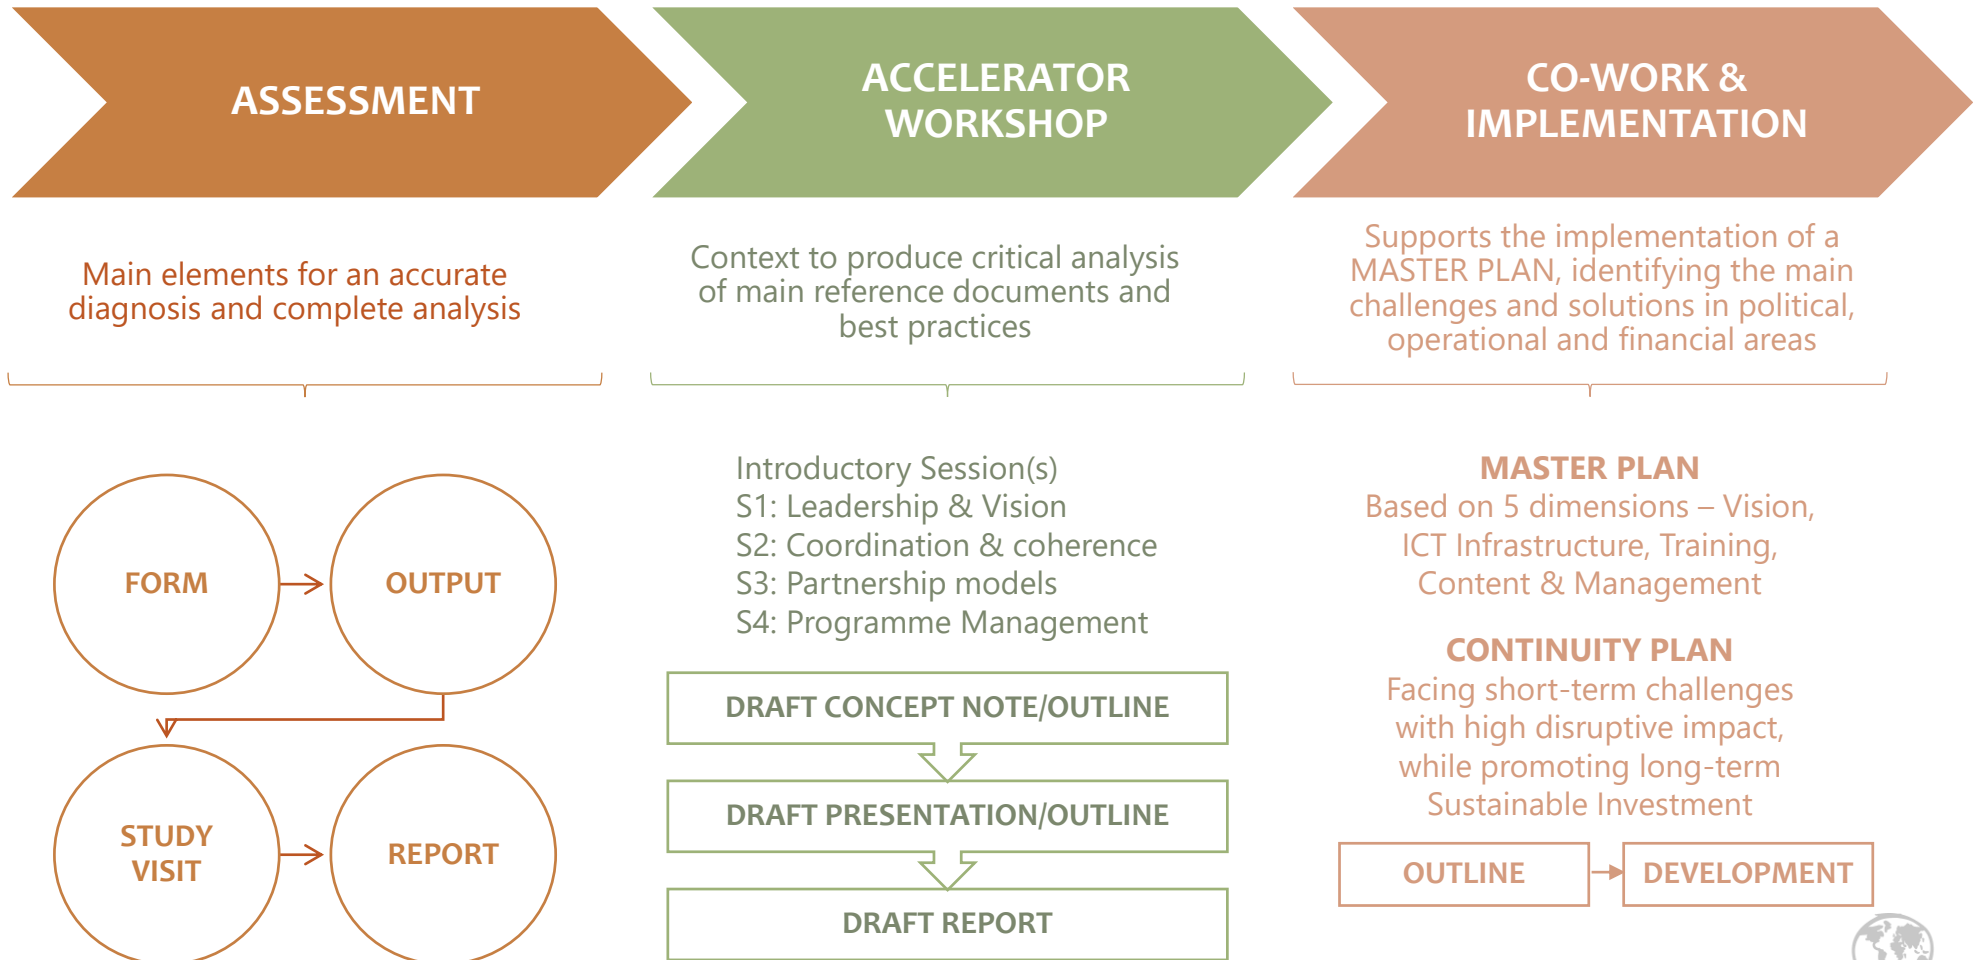 ASSESSMENT
Main elements for an accurate
diagnosis and complete analysis
FORM
OUTPUT
STUDY
VISIT
REPORT
ACCELERATOR
WORKSHOP
Context to produce critical analysis
of main reference documents and
best practices
Introductory Session(s)
S1: Leadership & Vision
S2: Coordination & coherence
S3: Partnership models
S4: Programme Management
DRAFT CONCEPT NOTE/OUTLINE
DRAFT PRESENTATION/OUTLINE
DRAFT REPORT
CO-WORK &
IMPLEMENTATION
Supports the implementation of a
MASTER PLAN, identifying the main
challenges and solutions in political,
operational and financial areas
MASTER PLAN
Based on 5 dimensions – Vision,
ICT Infrastructure, Training,
Content & Management
CONTINUITY PLAN
Facing short-term challenges
with high disruptive impact,
while promoting long-term
Sustainable Investment
OUTLINE
DEVELOPMENT